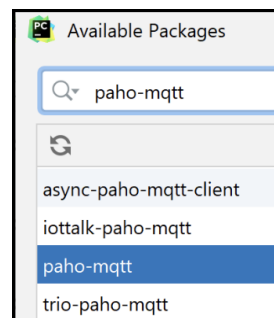 PC
Available Packages
paho-mqtt
async-paho-mqtt-client
iottalk-paho-mqtt
paho-mqtt
trio-paho-mqtt